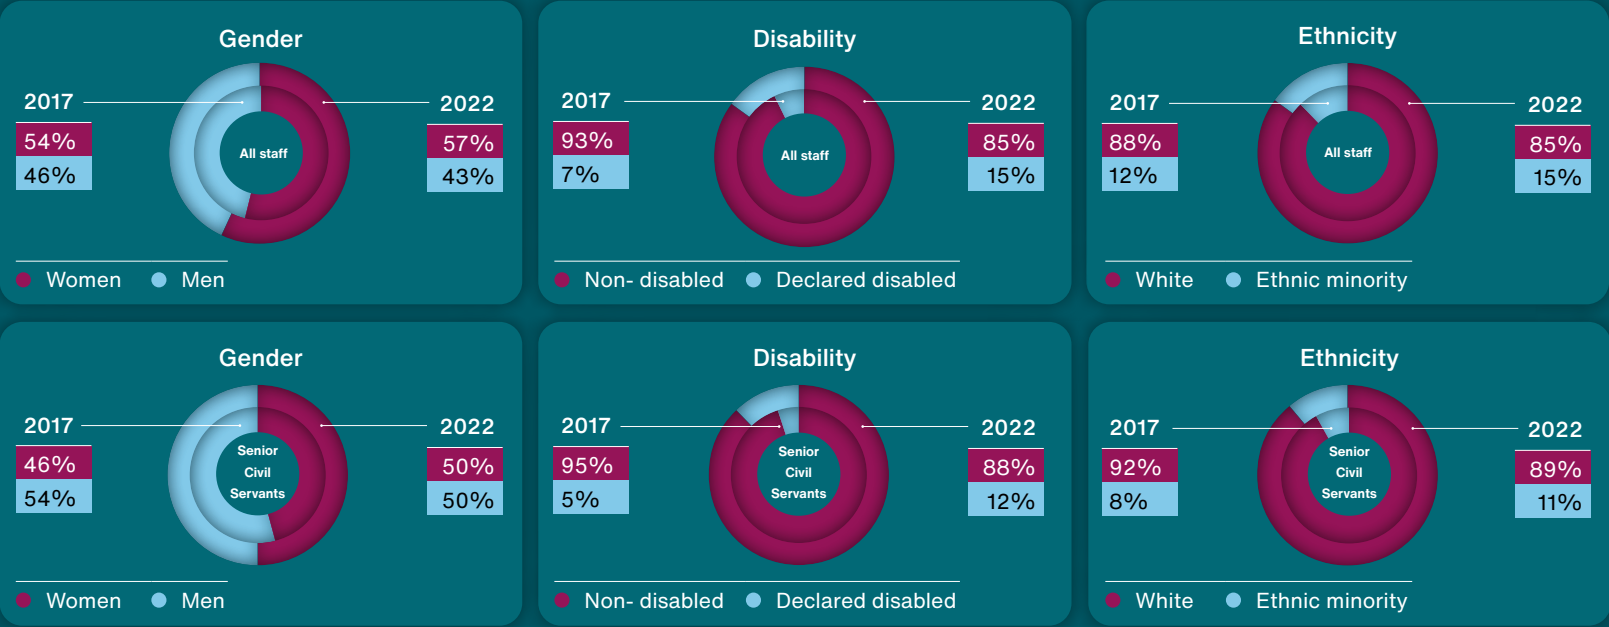 Gender
2017
54%
46%
All staff
2022
57%
43%
Women
Men
Disability
2017
93%
7%
All staff
2022
85%
15%
Non- disabled
Declared disabled
Ethnicity
2017
88%
12%
All staff
2022
85%
15%
White
Ethnic minority
Gender
2017
46%
54%
Senior
Civil
Servants
2022
50%
50%
Women
Men
Disability
2017
95%
5%
Senior
Civil
Servants
2022
88%
12%
Non- disabled
Declared disabled
Ethnicity
2017
92%
8%
Senior
Civil
Servants
2022
89%
11%
White
Ethnic minority